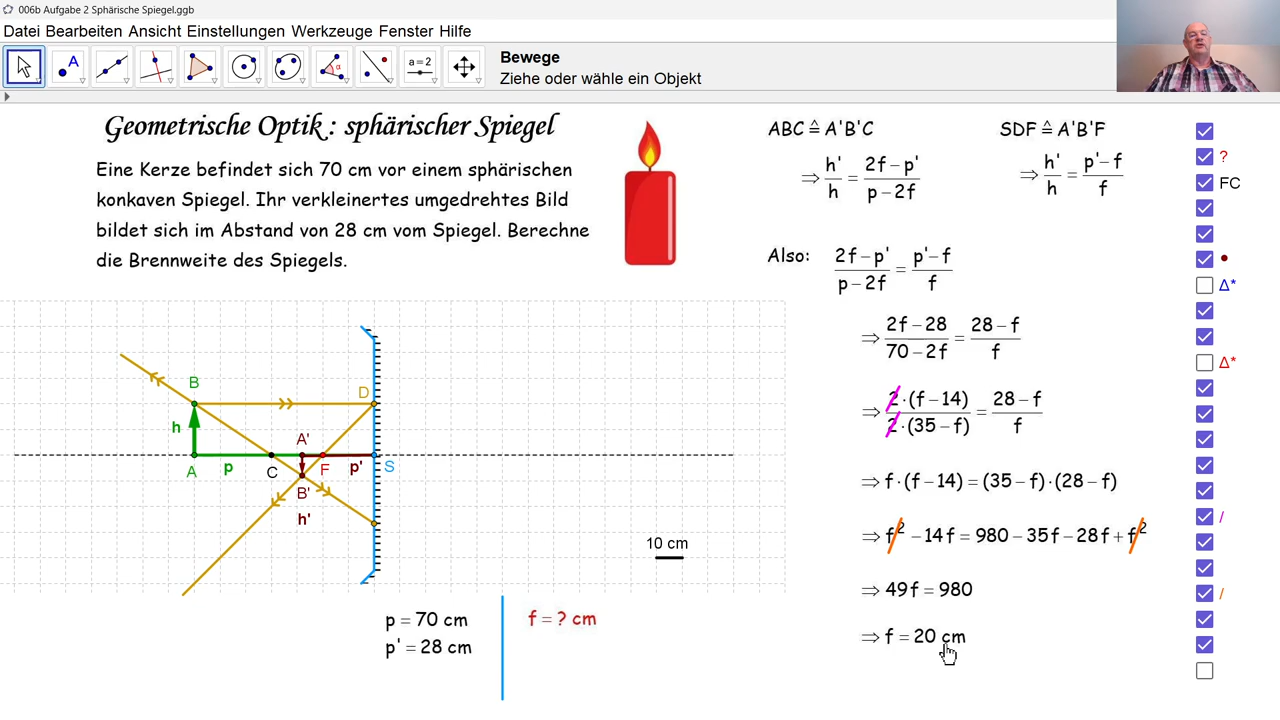 006b Aufgabe 2 Sphärische Spiegel.ggb
Datei Bearbeiten Ansicht Einstellungen Werkzeuge Fenster Hilfe
A
α
a = 2
Bewege
Ziehe oder wähle ein Objekt
Geometrische Optik : sphärischer Spiegel
Eine Kerze befindet sich 70 cm vor einem sphärischen
konkaven Spiegel. Ihr verkleinertes umgedrehtes Bild
bildet sich im Abstand von 28 cm vom Spiegel. Berechne
die Brennweite des Spiegels.
B
D
h
A'
A
p
C
F
p'
S
B'
h'
10 cm
p = 70 cm
p' = 28 cm
f = ? cm
ABC ≙ A'B'C
⇒ h'/h = (2f − p')/(p − 2f)
SDF ≙ A'B'F
⇒ h'/h = (p' − f)/f
Also: (2f − p')/(p − 2f) = (p' − f)/f
⇒ (2f − 28)/(70 − 2f) = (28 − f)/f
⇒ (2·(f − 14))/(2·(35 − f)) = (28 − f)/f
⇒ f·(f − 14) = (35 − f)·(28 − f)
⇒ f² − 14f = 980 − 35f − 28f + f²
⇒ 49f = 980
⇒ f = 20 cm
?
FC
Δ*
Δ*
/
/